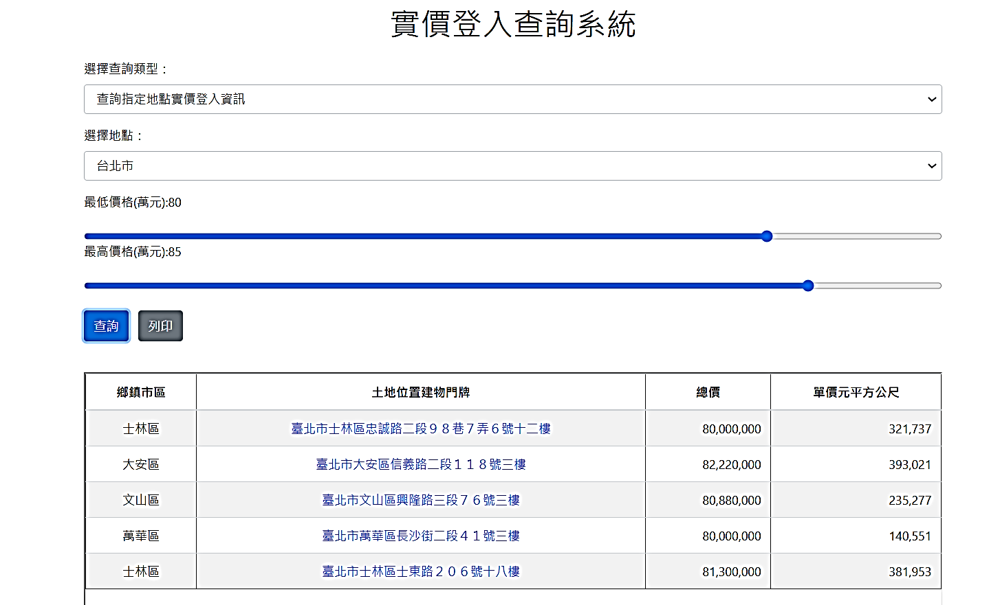 實價登入查詢系統
選擇查詢類型：
查詢指定地點實價登入資訊
選擇地點：
台北市
最低價格(萬元):80
最高價格(萬元):85
查詢 列印
鄉鎮市區 土地位置建物門牌 總價 單價元平方公尺
士林區 臺北市士林區忠誠路二段９８巷７弄６號十二樓 80,000,000 321,737
大安區 臺北市大安區信義路二段１１８號三樓 82,220,000 393,021
文山區 臺北市文山區興隆路三段７６號三樓 80,880,000 235,277
萬華區 臺北市萬華區長沙街二段４１號三樓 80,000,000 140,551
士林區 臺北市士林區士東路２０６號十八樓 81,300,000 381,953